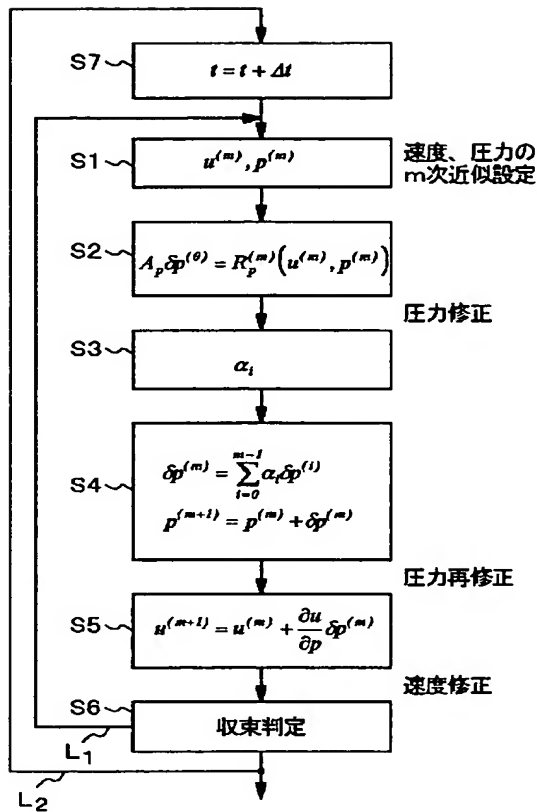 S7
t = t + Δt
S1
u^(m), p^(m)
速度、圧力の
m次近似設定
S2
A_p δp^(0) = R_p^(m)(u^(m), p^(m))
圧力修正
S3
α_i
S4
δp^(m) = ∑_{i=0}^{m-1} α_i δp^(i)
p^(m+1) = p^(m) + δp^(m)
圧力再修正
S5
u^(m+1) = u^(m) + ∂u/∂p δp^(m)
速度修正
S6
収束判定
L₁
L₂